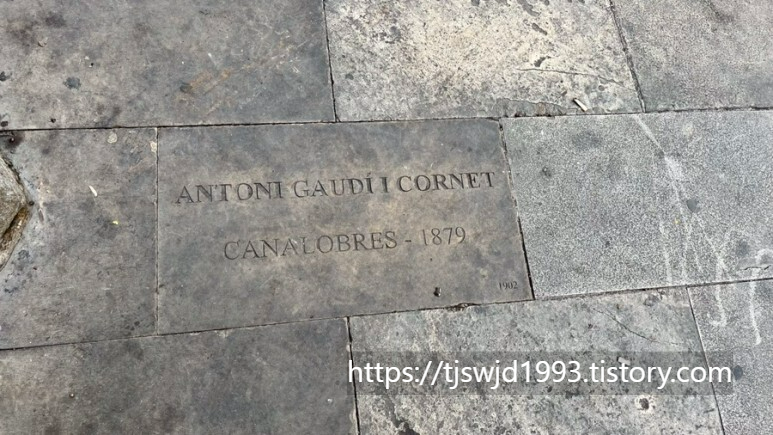 ANTONI GAUDÍ I CORNET
CANALOBRES - 1879
1902
https://tjswjd1993.tistory.com